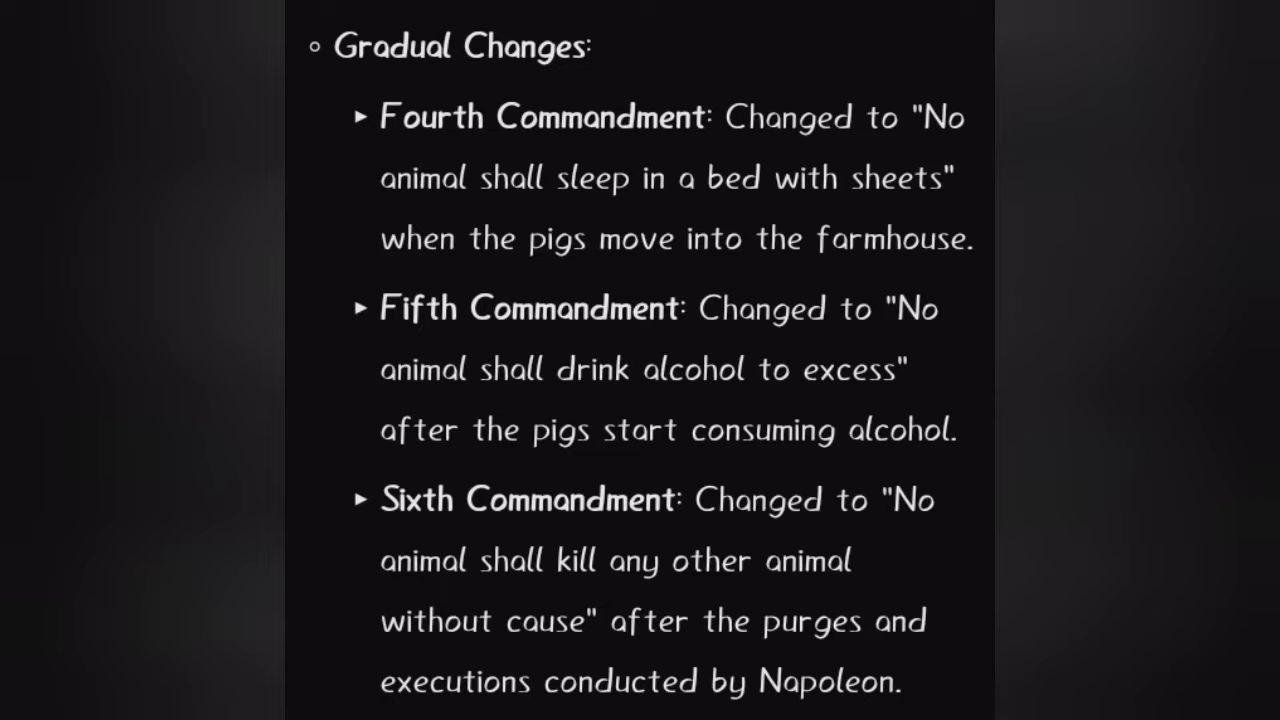 ◦ Gradual Changes:
▸ Fourth Commandment: Changed to "No
animal shall sleep in a bed with sheets"
when the pigs move into the farmhouse.
▸ Fifth Commandment: Changed to "No
animal shall drink alcohol to excess"
after the pigs start consuming alcohol.
▸ Sixth Commandment: Changed to "No
animal shall kill any other animal
without cause" after the purges and
executions conducted by Napoleon.